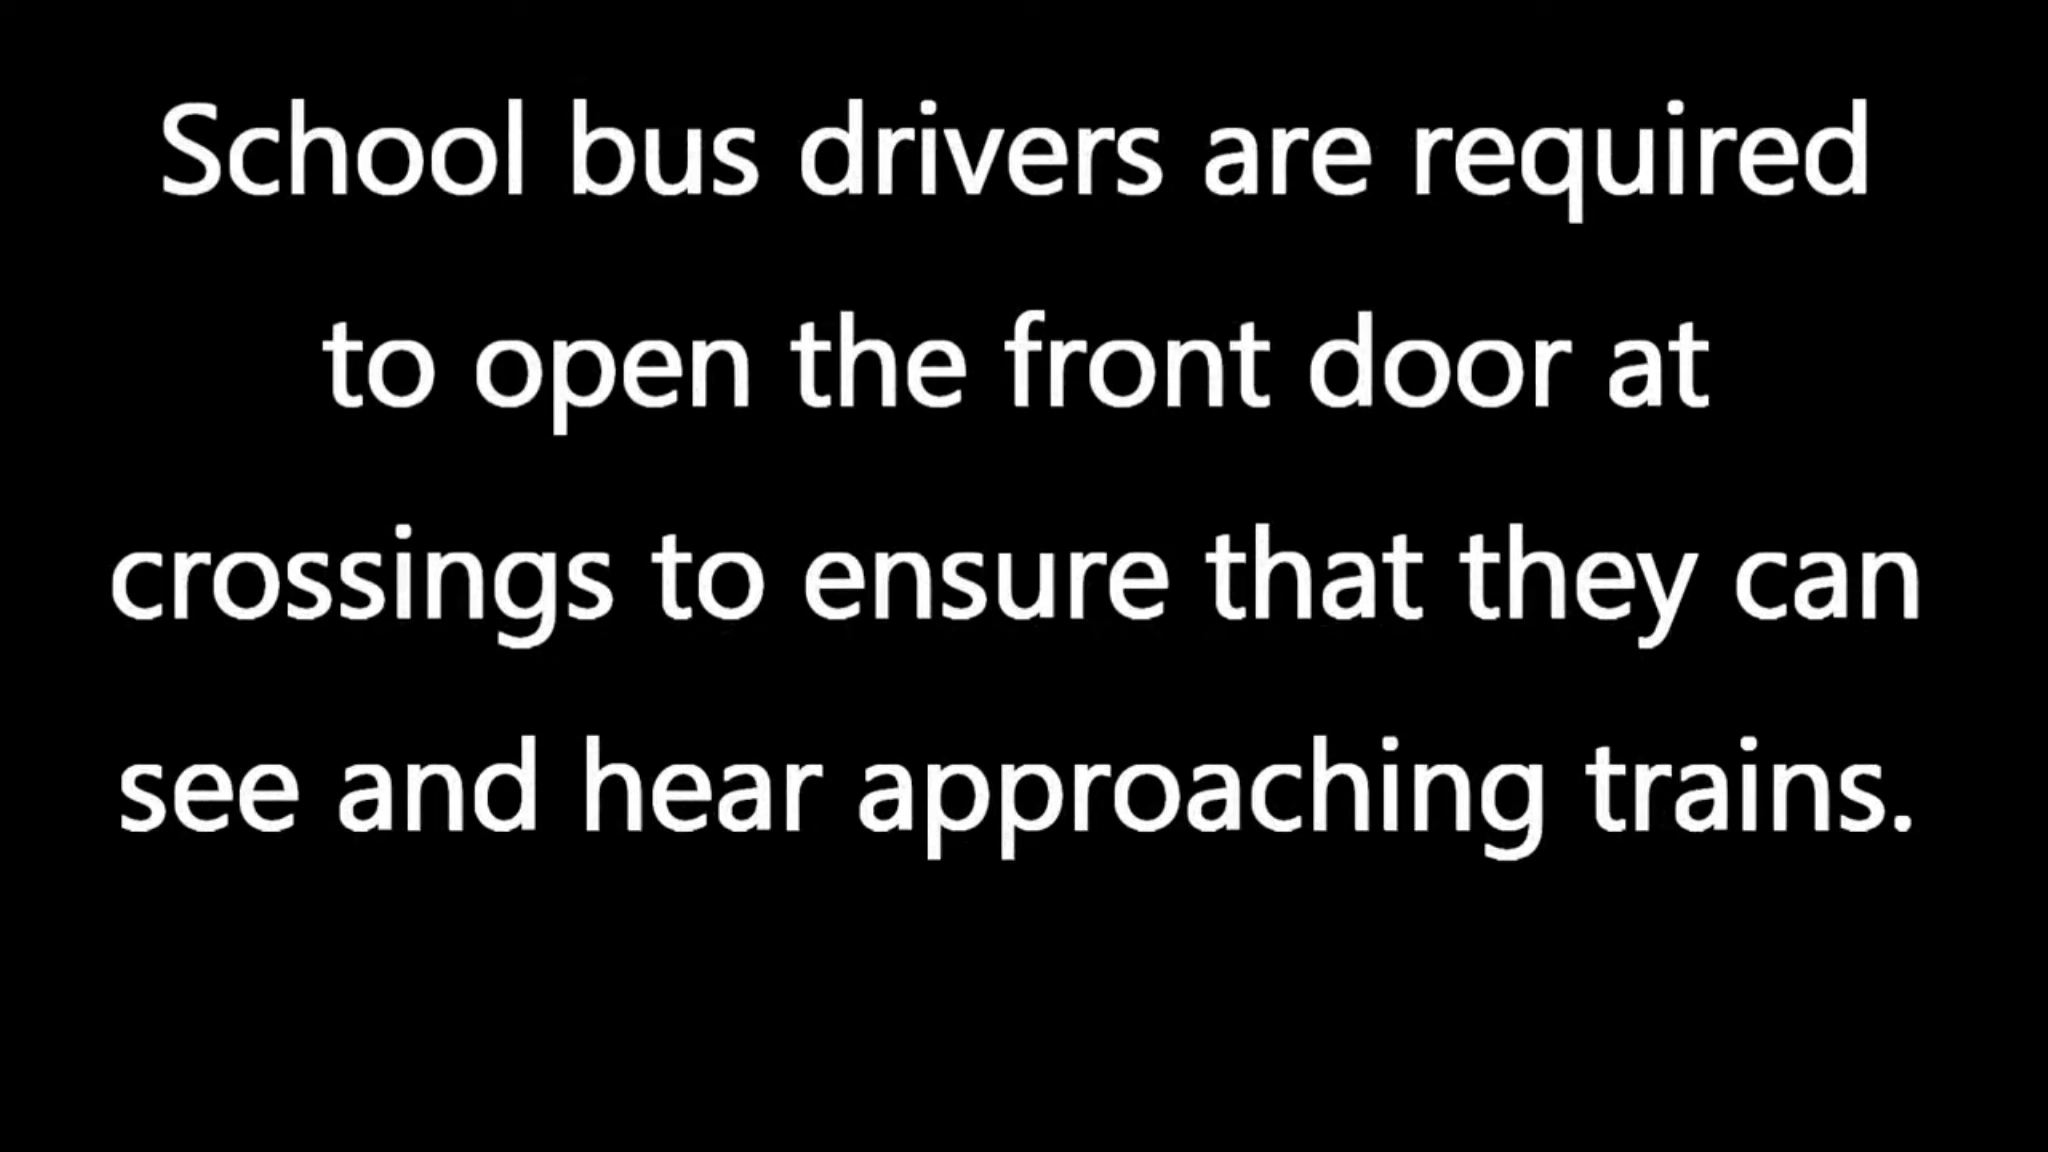 School bus drivers are required
to open the front door at
crossings to ensure that they can
see and hear approaching trains.